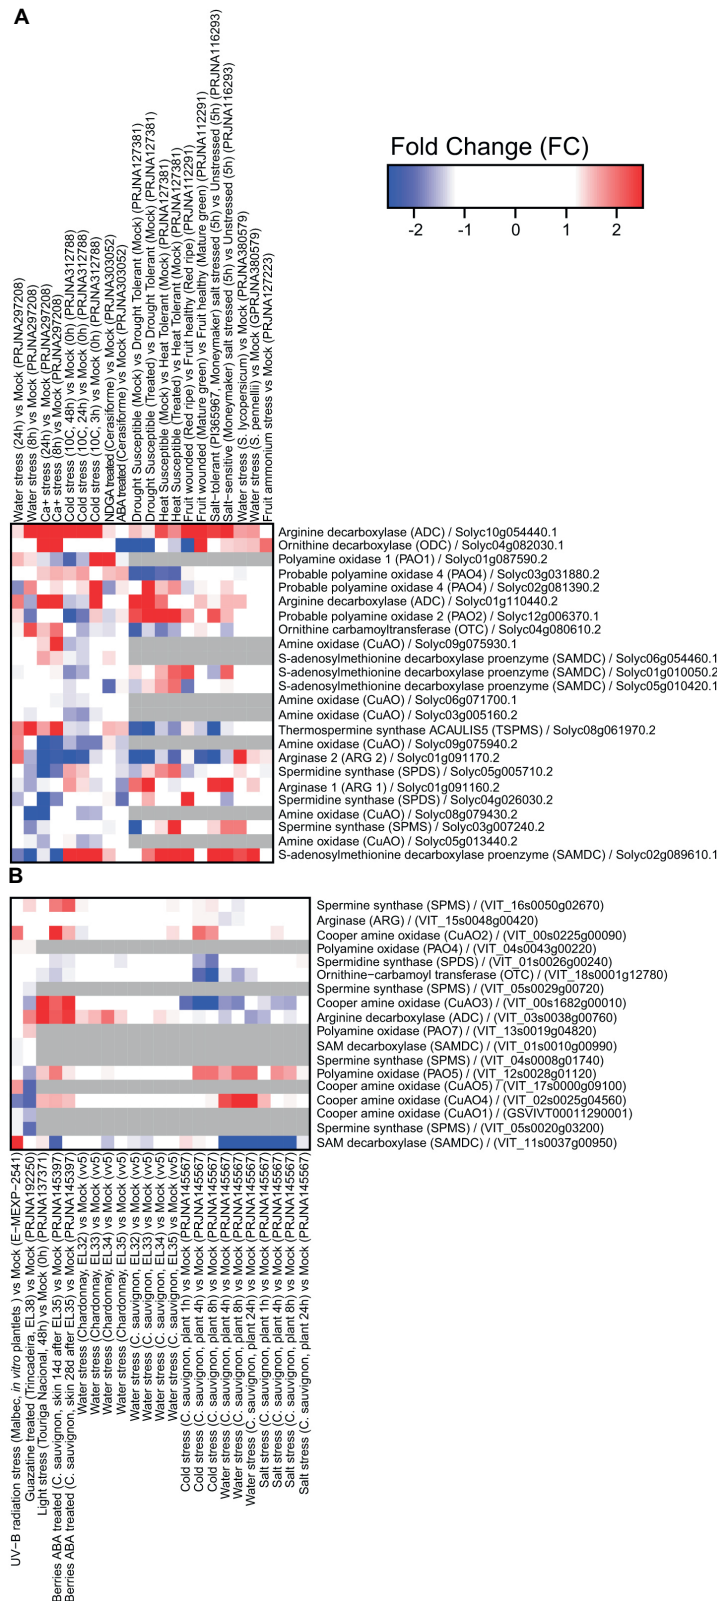 A
Fold Change (FC)
-2 -1 0 1 2
Water stress (24h) vs Mock (PRJNA297208)
Water stress (8h) vs Mock (PRJNA297208)
Ca+ stress (24h) vs Mock (PRJNA297208)
Ca+ stress (8h) vs Mock (PRJNA297208)
Cold stress (10C, 48h) vs Mock (0h) (PRJNA312788)
Cold stress (10C, 24h) vs Mock (0h) (PRJNA312788)
Cold stress (10C, 3h) vs Mock (0h) (PRJNA312788)
NDGA treated (Cerasiforme) vs Mock (PRJNA303052)
ABA treated (Cerasiforme) vs Mock (PRJNA303052)
Drought Susceptible (Mock) vs Drought Tolerant (Mock) (PRJNA127381)
Drought Susceptible (Treated) vs Drought Tolerant (Mock) (PRJNA127381)
Heat Susceptible (Mock) vs Heat Tolerant (Mock) (PRJNA127381)
Heat Susceptible (Treated) vs Heat Tolerant (Mock) (PRJNA127381)
Fruit wounded (Red ripe) vs Fruit healthy (Red ripe) (PRJNA112291)
Fruit wounded (Mature green) vs Fruit healthy (Mature green) (PRJNA112291)
Salt−tolerant (PI365967, Moneymaker) salt stressed (5h) vs Unstressed (5h) (PRJNA116293)
Salt−sensitive (Moneymaker) salt stressed (5h) vs Unstressed (5h) (PRJNA116293)
Water stress (S. lycopersicum) vs Mock (PRJNA380579)
Water stress (S. pennellii) vs Mock (GPRJNA380579)
Fruit ammonium stress vs Mock (PRJNA127223)
Arginine decarboxylase (ADC) / Solyc10g054440.1
Ornithine decarboxylase (ODC) / Solyc04g082030.1
Polyamine oxidase 1 (PAO1) / Solyc01g087590.2
Probable polyamine oxidase 4 (PAO4) / Solyc03g031880.2
Probable polyamine oxidase 4 (PAO4) / Solyc02g081390.2
Arginine decarboxylase (ADC) / Solyc01g110440.2
Probable polyamine oxidase 2 (PAO2) / Solyc12g006370.1
Ornithine carbamoyltransferase (OTC) / Solyc04g080610.2
Amine oxidase (CuAO) / Solyc09g075930.1
S-adenosylmethionine decarboxylase proenzyme (SAMDC) / Solyc06g054460.1
S-adenosylmethionine decarboxylase proenzyme (SAMDC) / Solyc01g010050.2
S-adenosylmethionine decarboxylase proenzyme (SAMDC) / Solyc05g010420.1
Amine oxidase (CuAO) / Solyc06g071700.1
Amine oxidase (CuAO) / Solyc03g005160.2
Thermospermine synthase ACAULIS5 (TSPMS) / Solyc08g061970.2
Amine oxidase (CuAO) / Solyc09g075940.2
Arginase 2 (ARG 2) / Solyc01g091170.2
Spermidine synthase (SPDS) / Solyc05g005710.2
Arginase 1 (ARG 1) / Solyc01g091160.2
Spermidine synthase (SPDS) / Solyc04g026030.2
Amine oxidase (CuAO) / Solyc08g079430.2
Spermine synthase (SPMS) / Solyc03g007240.2
Amine oxidase (CuAO) / Solyc05g013440.2
S-adenosylmethionine decarboxylase proenzyme (SAMDC) / Solyc02g089610.1
B
Spermine synthase (SPMS) / (VIT_16s0050g02670)
Arginase (ARG) / (VIT_15s0048g00420)
Cooper amine oxidase (CuAO2) / (VIT_00s0225g00090)
Polyamine oxidase (PAO4) / (VIT_04s0043g00220)
Spermidine synthase (SPDS) / (VIT_01s0026g00240)
Ornithine−carbamoyl transferase (OTC) / (VIT_18s0001g12780)
Spermine synthase (SPMS) / (VIT_05s0029g00720)
Cooper amine oxidase (CuAO3) / (VIT_00s1682g00010)
Arginine decarboxylase (ADC) / (VIT_03s0038g00760)
Polyamine oxidase (PAO7) / (VIT_13s0019g04820)
SAM decarboxylase (SAMDC) / (VIT_01s0010g00990)
Spermine synthase (SPMS) / (VIT_04s0008g01740)
Polyamine oxidase (PAO5) / (VIT_12s0028g01120)
Cooper amine oxidase (CuAO5) / (VIT_17s0000g09100)
Cooper amine oxidase (CuAO4) / (VIT_02s0025g04560)
Cooper amine oxidase (CuAO1) / (GSVIVT00011290001)
Spermine synthase (SPMS) / (VIT_05s0020g03200)
SAM decarboxylase (SAMDC) / (VIT_11s0037g00950)
UV−B radiation stress (Malbec, in vitro plantlets ) vs Mock (E−MEXP−2541)
Guazatine treated (Trincadeira, EL38) vs Mock (PRJNA192250)
Light stress (Touriga Nacional, 48h) vs Mock (0h) (PRJNA137371)
Berries ABA treated (C. sauvignon, skin 14d after EL35) vs Mock (PRJNA145397)
Berries ABA treated (C. sauvignon, skin 28d after EL35) vs Mock (PRJNA145397)
Water stress (Chardonnay, EL32) vs Mock (vv5)
Water stress (Chardonnay, EL33) vs Mock (vv5)
Water stress (Chardonnay, EL34) vs Mock (vv5)
Water stress (Chardonnay, EL35) vs Mock (vv5)
Water stress (C. sauvignon, EL32) vs Mock (vv5)
Water stress (C. sauvignon, EL33) vs Mock (vv5)
Water stress (C. sauvignon, EL34) vs Mock (vv5)
Water stress (C. sauvignon, EL35) vs Mock (vv5)
Cold stress (C. sauvignon, plant 1h) vs Mock (PRJNA145567)
Cold stress (C. sauvignon, plant 4h) vs Mock (PRJNA145567)
Cold stress (C. sauvignon, plant 8h) vs Mock (PRJNA145567)
Water stress (C. sauvignon, plant 4h) vs Mock (PRJNA145567)
Water stress (C. sauvignon, plant 8h) vs Mock (PRJNA145567)
Water stress (C. sauvignon, plant 24h) vs Mock (PRJNA145567)
Salt stress (C. sauvignon, plant 1h) vs Mock (PRJNA145567)
Salt stress (C. sauvignon, plant 4h) vs Mock (PRJNA145567)
Salt stress (C. sauvignon, plant 8h) vs Mock (PRJNA145567)
Salt stress (C. sauvignon, plant 24h) vs Mock (PRJNA145567)